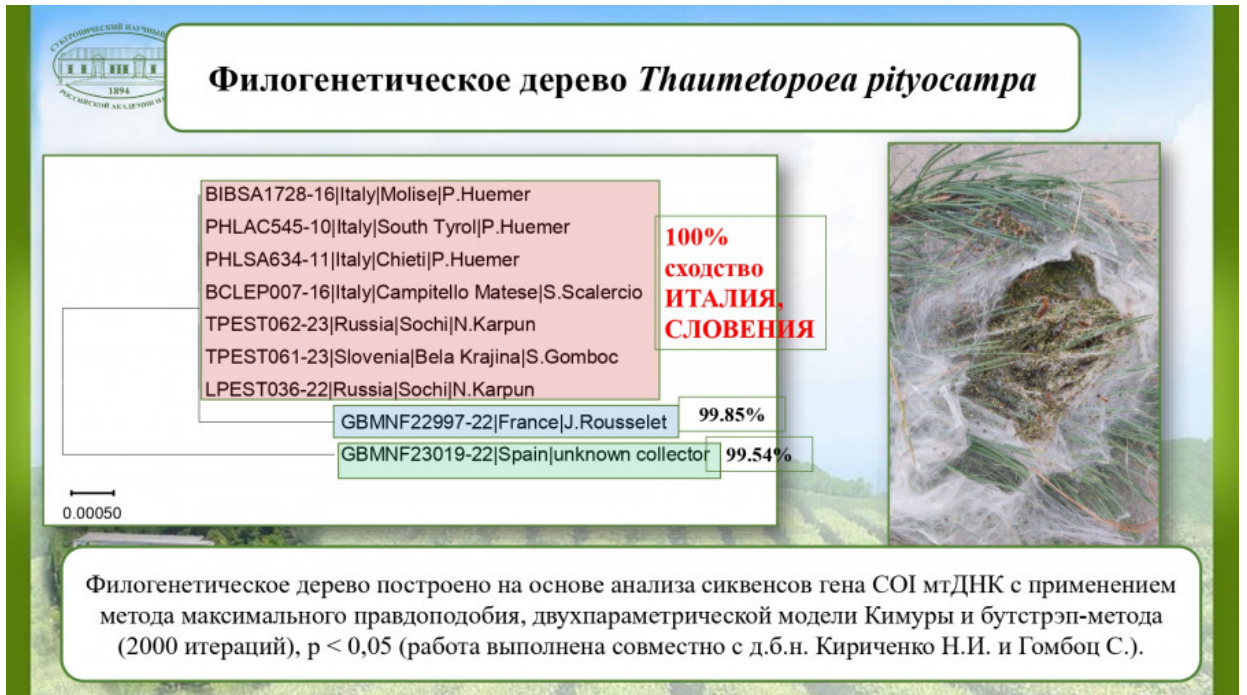 СУБТРОПИЧЕСКИЙ НАУЧНЫЙ
1894
РОССИЙСКОЙ АКАДЕМИИ
Филогенетическое дерево Thaumetopoea pityocampa
BIBSA1728-16|Italy|Molise|P.Huemer
PHLAC545-10|Italy|South Tyrol|P.Huemer
PHLSA634-11|Italy|Chieti|P.Huemer
BCLEP007-16|Italy|Campitello Matese|S.Scalercio
TPEST062-23|Russia|Sochi|N.Karpun
TPEST061-23|Slovenia|Bela Krajina|S.Gomboc
LPEST036-22|Russia|Sochi|N.Karpun
100%
сходство
ИТАЛИЯ,
СЛОВЕНИЯ
GBMNF22997-22|France|J.Rousselet
99.85%
GBMNF23019-22|Spain|unknown collector
99.54%
0.00050
Филогенетическое дерево построено на основе анализа сиквенсов гена COI мтДНК с применением
метода максимального правдоподобия, двухпараметрической модели Кимуры и бутстрэп-метода
(2000 итераций), p < 0,05 (работа выполнена совместно с д.б.н. Кириченко Н.И. и Гомбоц С.).